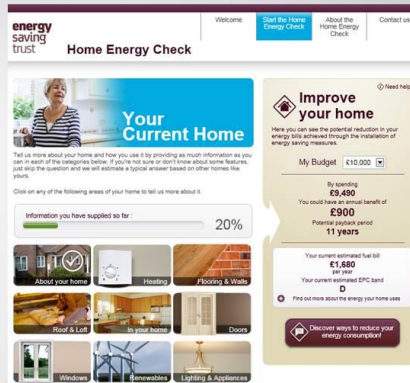 energy
saving
trust
Home Energy Check
Welcome
Start the Home
Energy Check
About the
Home Energy
Check
Contact us
Your
Current Home
Tell us more about your home and how you use it by providing as much information as you
can in each of the categories below. If you're not sure or don't know about some features,
just skip the question and we will estimate a typical answer based on other homes like
yours.
Click on any of the following areas of your home to tell us more about it.
Information you have supplied so far :
20%
About your home
Heating
Flooring & Walls
Roof & Loft
In your home
Doors
Windows
Renewables
Lighting & Appliances
Need help
Improve
your home
Here you can see the potential reduction in your
energy bills achieved through the installation of
energy saving measures.
My Budget
£10,000
By spending
£9,490
You could have an annual benefit of
£900
Potential payback period
11 years
Your current estimated fuel bill
£1,680
per year
Your current estimated EPC band
D
Find out more about the energy your home uses
Discover ways to reduce your
energy consumption!